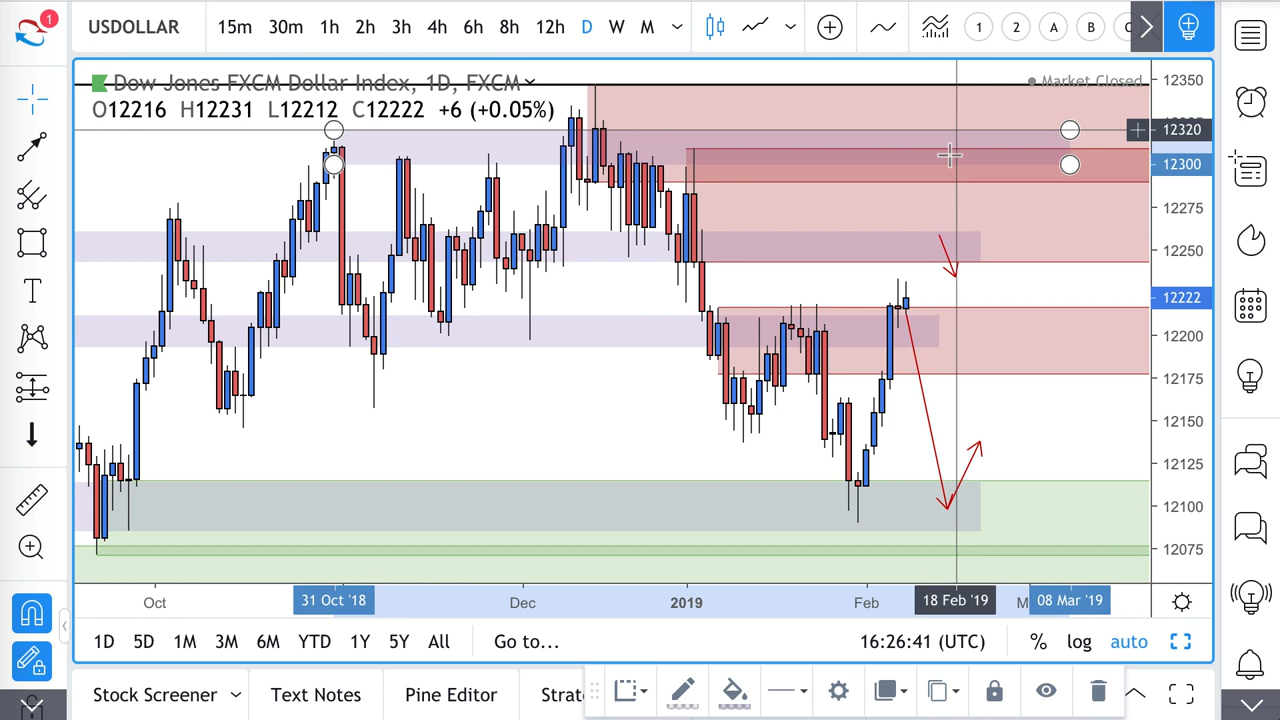 1
USDOLLAR
15m 30m 1h 2h 3h 4h 6h 8h 12h D W M
1 2 A B C
Dow Jones FXCM Dollar Index, 1D, FXCM
Market Closed
O12216 H12231 L12212 C12222 +6 (+0.05%)
12350
12320
12300
12275
12250
12222
12200
12175
12150
12125
12100
12075
Oct 31 Oct '18 Dec 2019 Feb 18 Feb '19 M 08 Mar '19
1D 5D 1M 3M 6M YTD 1Y 5Y All Go to... 16:26:41 (UTC) % log auto
Stock Screener Text Notes Pine Editor Strat
T